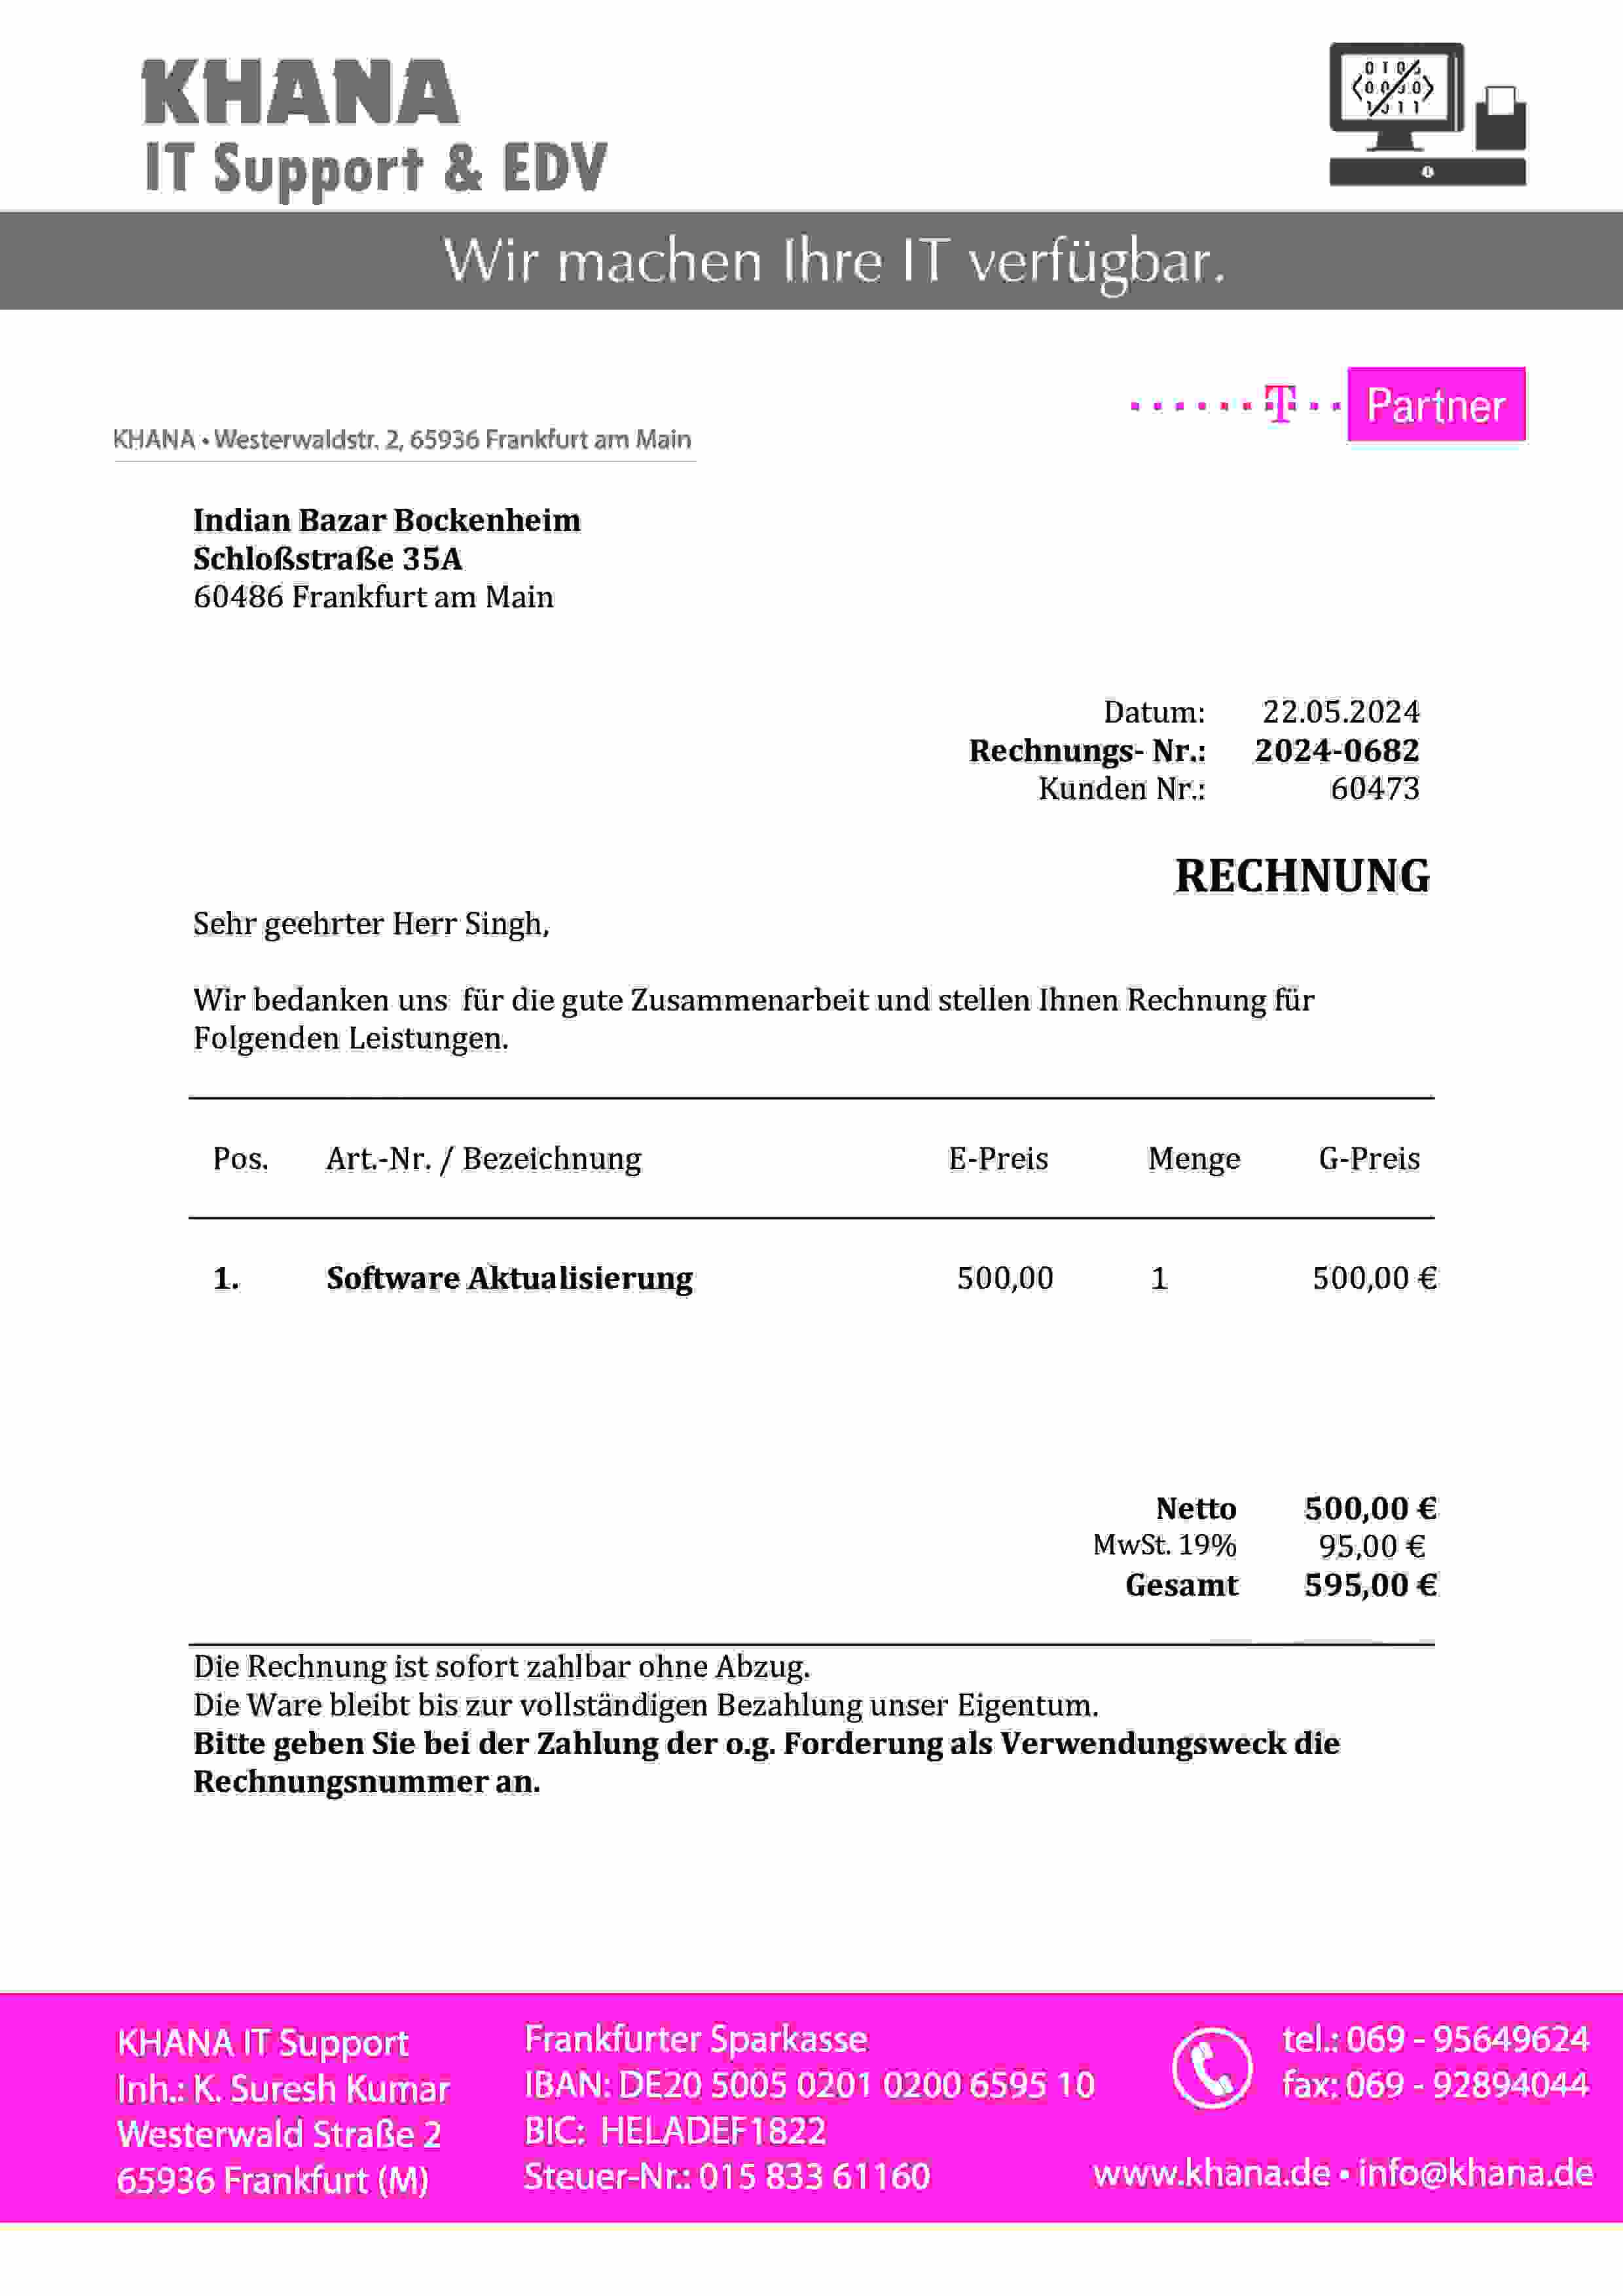 KHANA
IT Support & EDV
Wir machen Ihre IT verfügbar.
T Partner
KHANA • Westerwaldstr. 2, 65936 Frankfurt am Main
Indian Bazar Bockenheim
Schloßstraße 35A
60486 Frankfurt am Main
Datum: 22.05.2024
Rechnungs- Nr.: 2024-0682
Kunden Nr.: 60473
RECHNUNG
Sehr geehrter Herr Singh,
Wir bedanken uns für die gute Zusammenarbeit und stellen Ihnen Rechnung für
Folgenden Leistungen.
Pos. Art.-Nr. / Bezeichnung E-Preis Menge G-Preis
1. Software Aktualisierung 500,00 1 500,00 €
Netto 500,00 €
MwSt. 19% 95,00 €
Gesamt 595,00 €
Die Rechnung ist sofort zahlbar ohne Abzug.
Die Ware bleibt bis zur vollständigen Bezahlung unser Eigentum.
Bitte geben Sie bei der Zahlung der o.g. Forderung als Verwendungsweck die
Rechnungsnummer an.
KHANA IT Support
Inh.: K. Suresh Kumar
Westerwald Straße 2
65936 Frankfurt (M)
Frankfurter Sparkasse
IBAN: DE20 5005 0201 0200 6595 10
BIC: HELADEF1822
Steuer-Nr.: 015 833 61160
tel.: 069 - 95649624
fax: 069 - 92894044
www.khana.de • info@khana.de